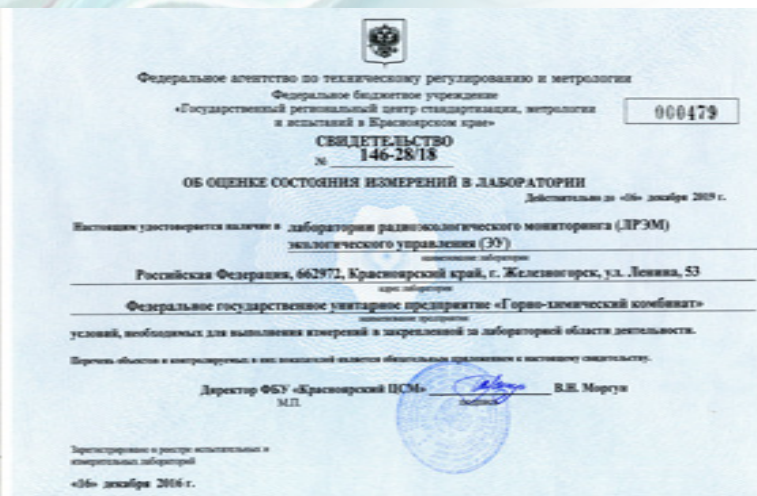 Федеральное агентство по техническому регулированию и метрологии
Федеральное бюджетное учреждение
«Государственный региональный центр стандартизации, метрологии
и испытаний в Красноярском крае»
000479
СВИДЕТЕЛЬСТВО
№ 146-28/18
ОБ ОЦЕНКЕ СОСТОЯНИЯ ИЗМЕРЕНИЙ В ЛАБОРАТОРИИ
Действительно до «16» декабря 2019 г.
Настоящим удостоверяется наличие в лаборатории радиоэкологического мониторинга (ЛРЭМ)
экологического управления (ЭУ)
наименование лаборатории
Российская Федерация, 662972, Красноярский край, г. Железногорск, ул. Ленина, 53
адрес лаборатории
Федеральное государственное унитарное предприятие «Горно-химический комбинат»
наименование предприятия
условий, необходимых для выполнения измерений в закрепленной за лабораторией области деятельности.
Перечень объектов и контролируемых в них показателей является обязательным приложением к настоящему свидетельству.
Директор ФБУ «Красноярский ЦСМ» В.Н. Моргун
М.П. подпись
Зарегистрировано в реестре испытательных и
измерительных лабораторий
«16» декабря 2016 г.